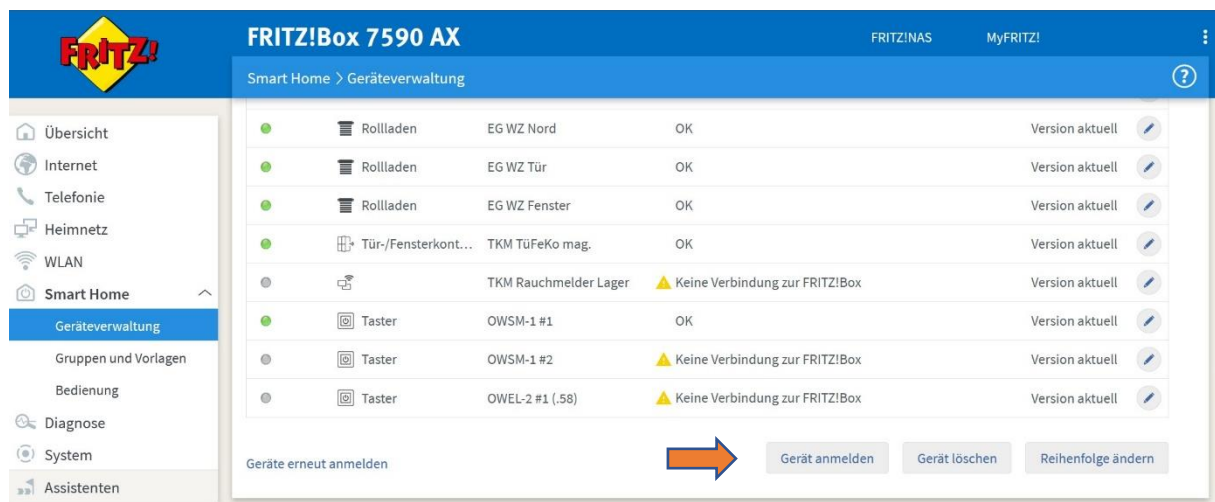 FRITZ!
FRITZ!Box 7590 AX
FRITZ!NAS
MyFRITZ!
Smart Home > Geräteverwaltung
?
Übersicht
Internet
Telefonie
Heimnetz
WLAN
Smart Home
Geräteverwaltung
Gruppen und Vorlagen
Bedienung
Diagnose
System
Assistenten
Rollladen EG WZ Nord OK Version aktuell
Rollladen EG WZ Tür OK Version aktuell
Rollladen EG WZ Fenster OK Version aktuell
Tür-/Fensterkont... TKM TüFeKo mag. OK Version aktuell
TKM Rauchmelder Lager Keine Verbindung zur FRITZ!Box Version aktuell
Taster OWSM-1 #1 OK Version aktuell
Taster OWSM-1 #2 Keine Verbindung zur FRITZ!Box Version aktuell
Taster OWEL-2 #1 (.58) Keine Verbindung zur FRITZ!Box Version aktuell
Geräte erneut anmelden
Gerät anmelden
Gerät löschen
Reihenfolge ändern